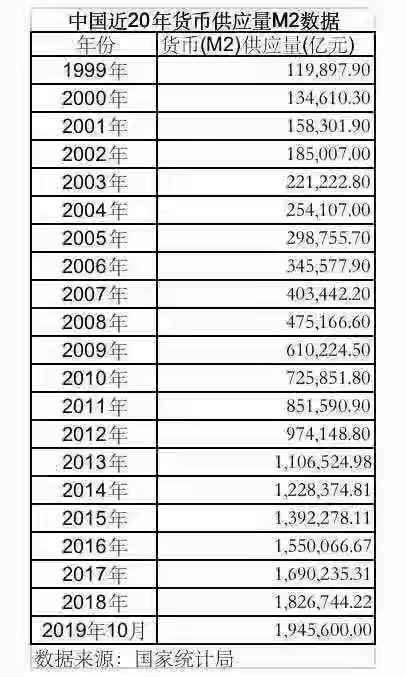 中国近20年货币供应量M2数据
年份 货币(M2)供应量(亿元)
1999年 119,897.90
2000年 134,610.30
2001年 158,301.90
2002年 185,007.00
2003年 221,222.80
2004年 254,107.00
2005年 298,755.70
2006年 345,577.90
2007年 403,442.20
2008年 475,166.60
2009年 610,224.50
2010年 725,851.80
2011年 851,590.90
2012年 974,148.80
2013年 1,106,524.98
2014年 1,228,374.81
2015年 1,392,278.11
2016年 1,550,066.67
2017年 1,690,235.31
2018年 1,826,744.22
2019年10月 1,945,600.00
数据来源：国家统计局